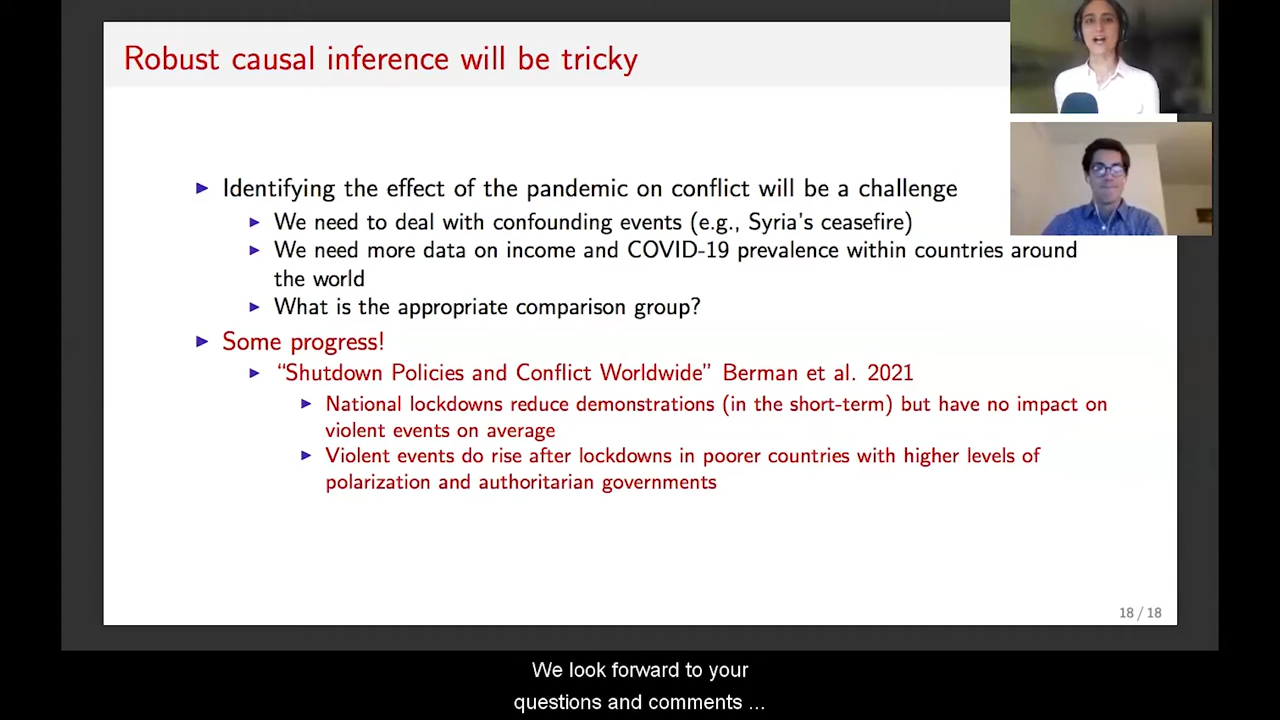 Robust causal inference will be tricky
Identifying the effect of the pandemic on conflict will be a challenge
We need to deal with confounding events (e.g., Syria's ceasefire)
We need more data on income and COVID-19 prevalence within countries around
the world
What is the appropriate comparison group?
Some progress!
“Shutdown Policies and Conflict Worldwide” Berman et al. 2021
National lockdowns reduce demonstrations (in the short-term) but have no impact on
violent events on average
Violent events do rise after lockdowns in poorer countries with higher levels of
polarization and authoritarian governments
18 / 18
We look forward to your
questions and comments ...